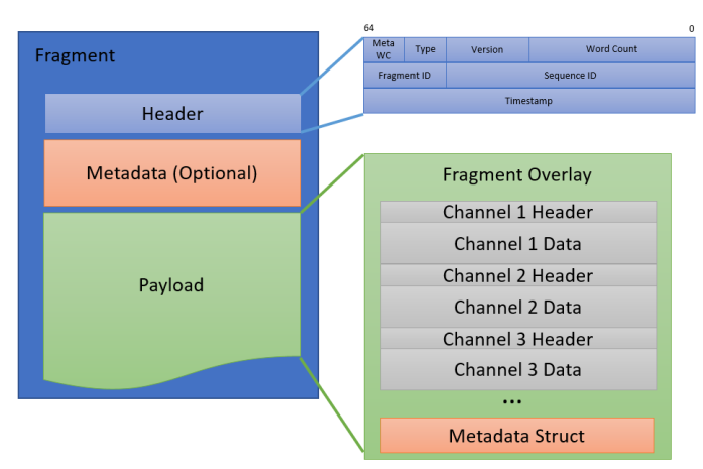 Fragment
Header
Metadata (Optional)
Payload
64 0
Meta WC Type Version Word Count
Fragment ID Sequence ID
Timestamp
Fragment Overlay
Channel 1 Header
Channel 1 Data
Channel 2 Header
Channel 2 Data
Channel 3 Header
Channel 3 Data
...
Metadata Struct